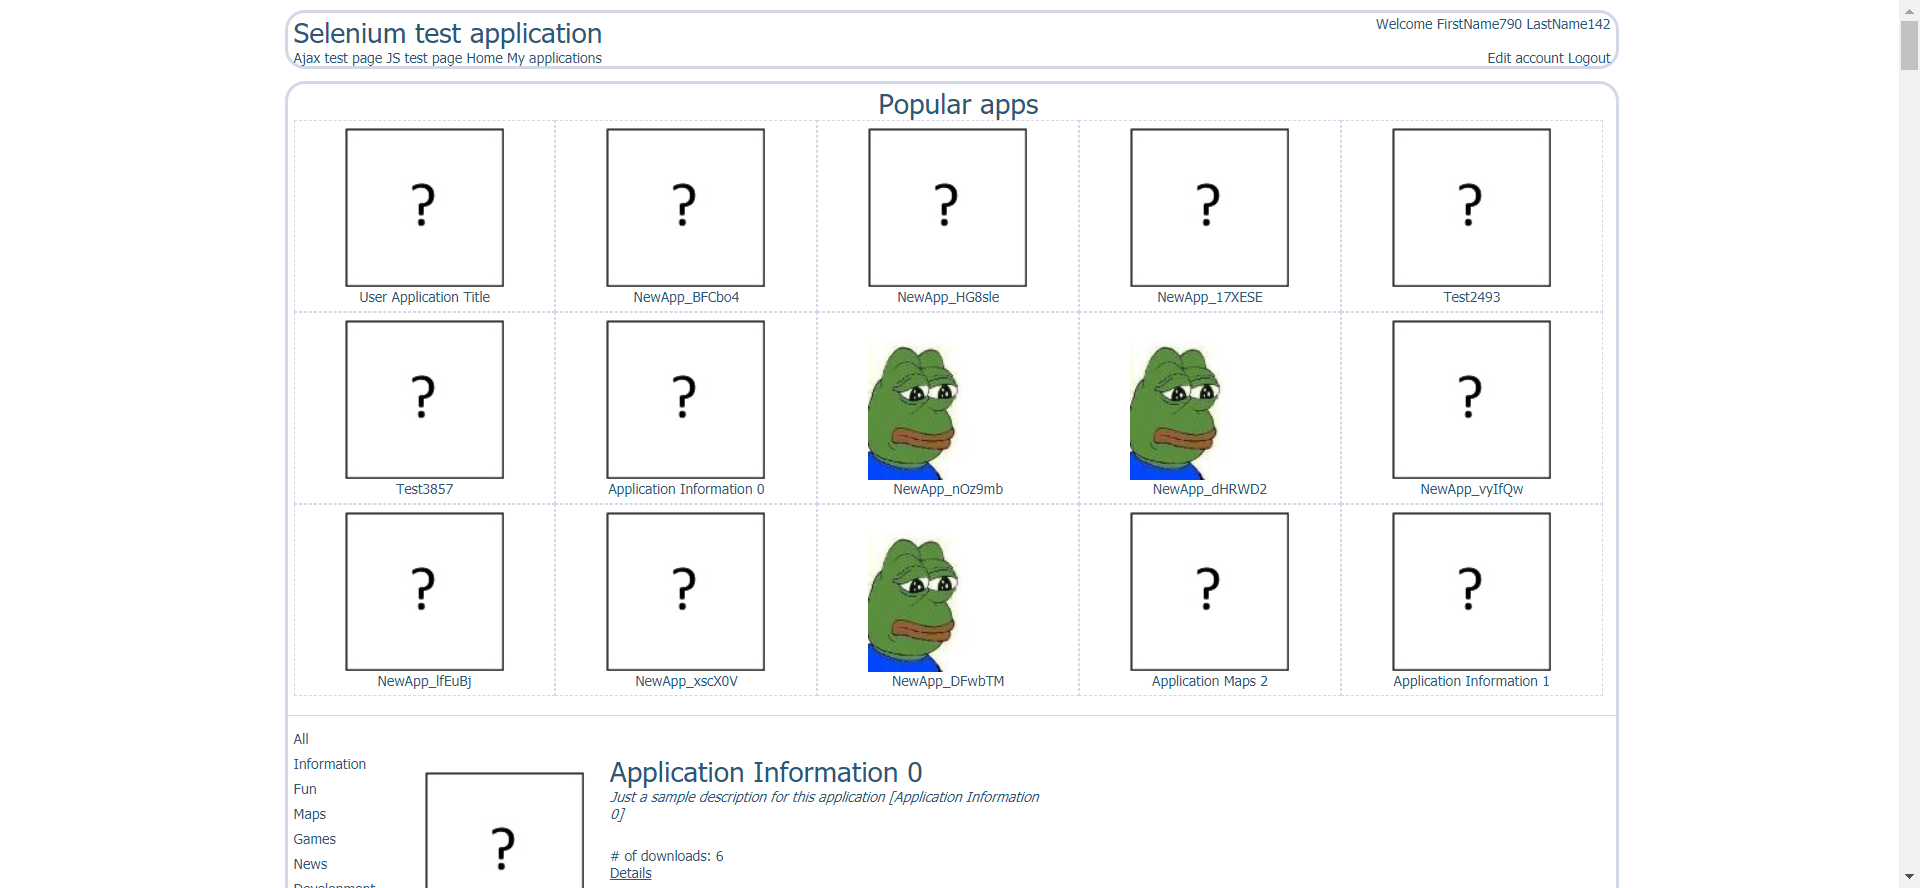 Selenium test application
Welcome FirstName790 LastName142
Ajax test page JS test page Home My applications
Edit account Logout
Popular apps
?
?
?
?
?
User Application Title
NewApp_BFCbo4
NewApp_HG8sle
NewApp_17XESE
Test2493
?
?
?
Test3857
Application Information 0
NewApp_nOz9mb
NewApp_dHRWD2
NewApp_vyIfQw
?
?
?
?
NewApp_lfEuBj
NewApp_xscX0V
NewApp_DFwbTM
Application Maps 2
Application Information 1
All
Information
Fun
Maps
Games
News
Development
?
Application Information 0
Just a sample description for this application [Application Information
0]
# of downloads: 6
Details